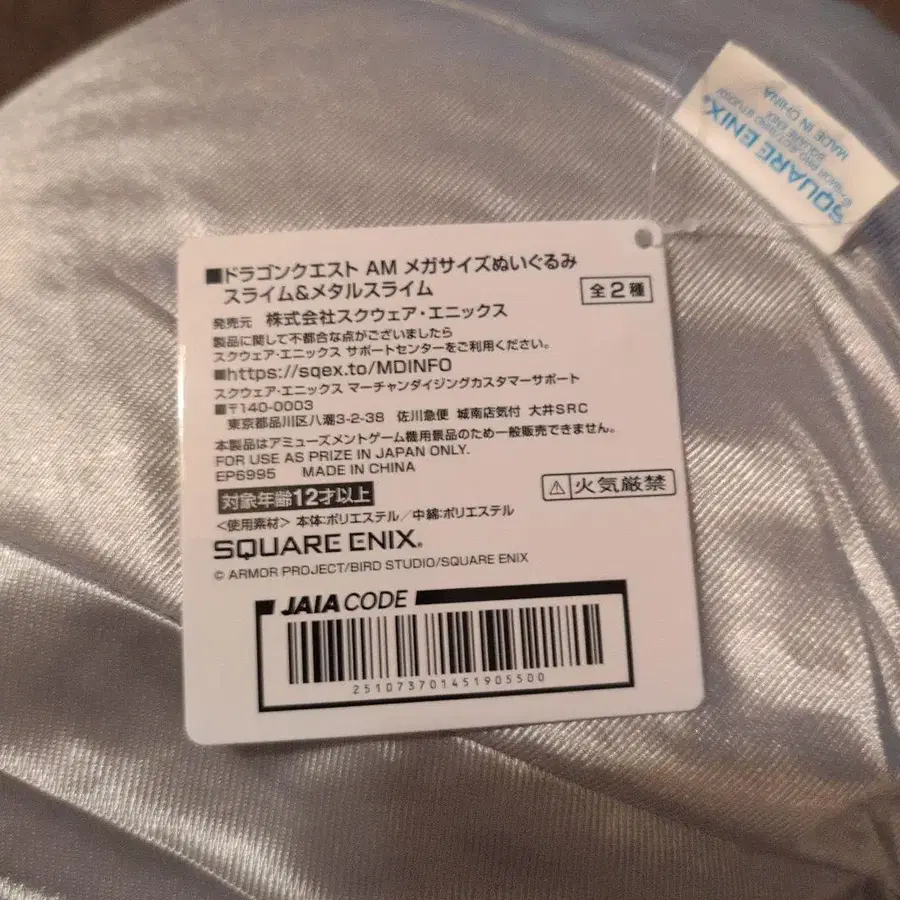 ■ドラゴンクエスト AM メガサイズぬいぐるみ
スライム&メタルスライム
全2種
発売元 株式会社スクウェア・エニックス
製品に関して不都合な点がございましたら
スクウェア・エニックス サポートセンターをご利用ください。
■https://sqex.to/MDINFO
スクウェア・エニックス マーチャンダイジングカスタマーサポート
■〒140-0003
東京都品川区八潮3-2-38 佐川急便 城南店気付 大井SRC
本製品はアミューズメントゲーム機用景品のため一般販売できません。
FOR USE AS PRIZE IN JAPAN ONLY.
EP6995 MADE IN CHINA
対象年齢12才以上
⚠火気厳禁
<使用素材> 本体:ポリエステル/中綿:ポリエステル
SQUARE ENIX®
© ARMOR PROJECT/BIRD STUDIO/SQUARE ENIX
JAIA CODE
251073701451905500
SQUARE ENIX®
MADE IN CHINA